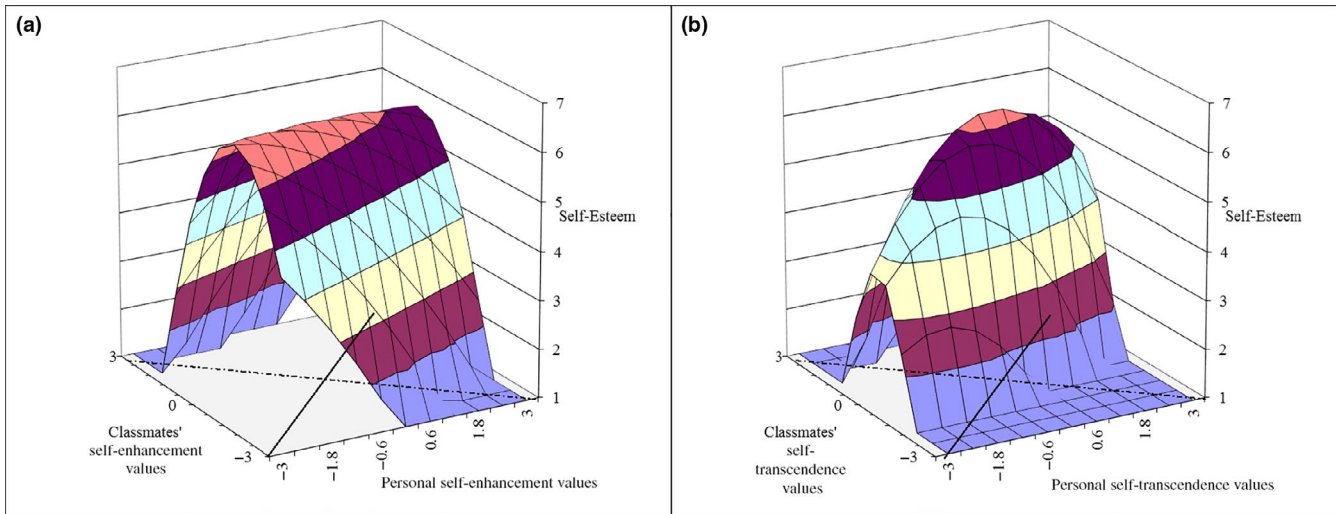 (a)
7
6
5
Self-Esteem
4
3
2
1
3
0
−3
Classmates'
self-enhancement
values
−3
−1.8
−0.6
0.6
1.8
3
Personal self-enhancement values
(b)
7
6
5
Self-Esteem
4
3
2
1
3
0
−3
Classmates'
self-
transcendence
values
−3
−1.8
−0.6
0.6
1.8
3
Personal self-transcendence values